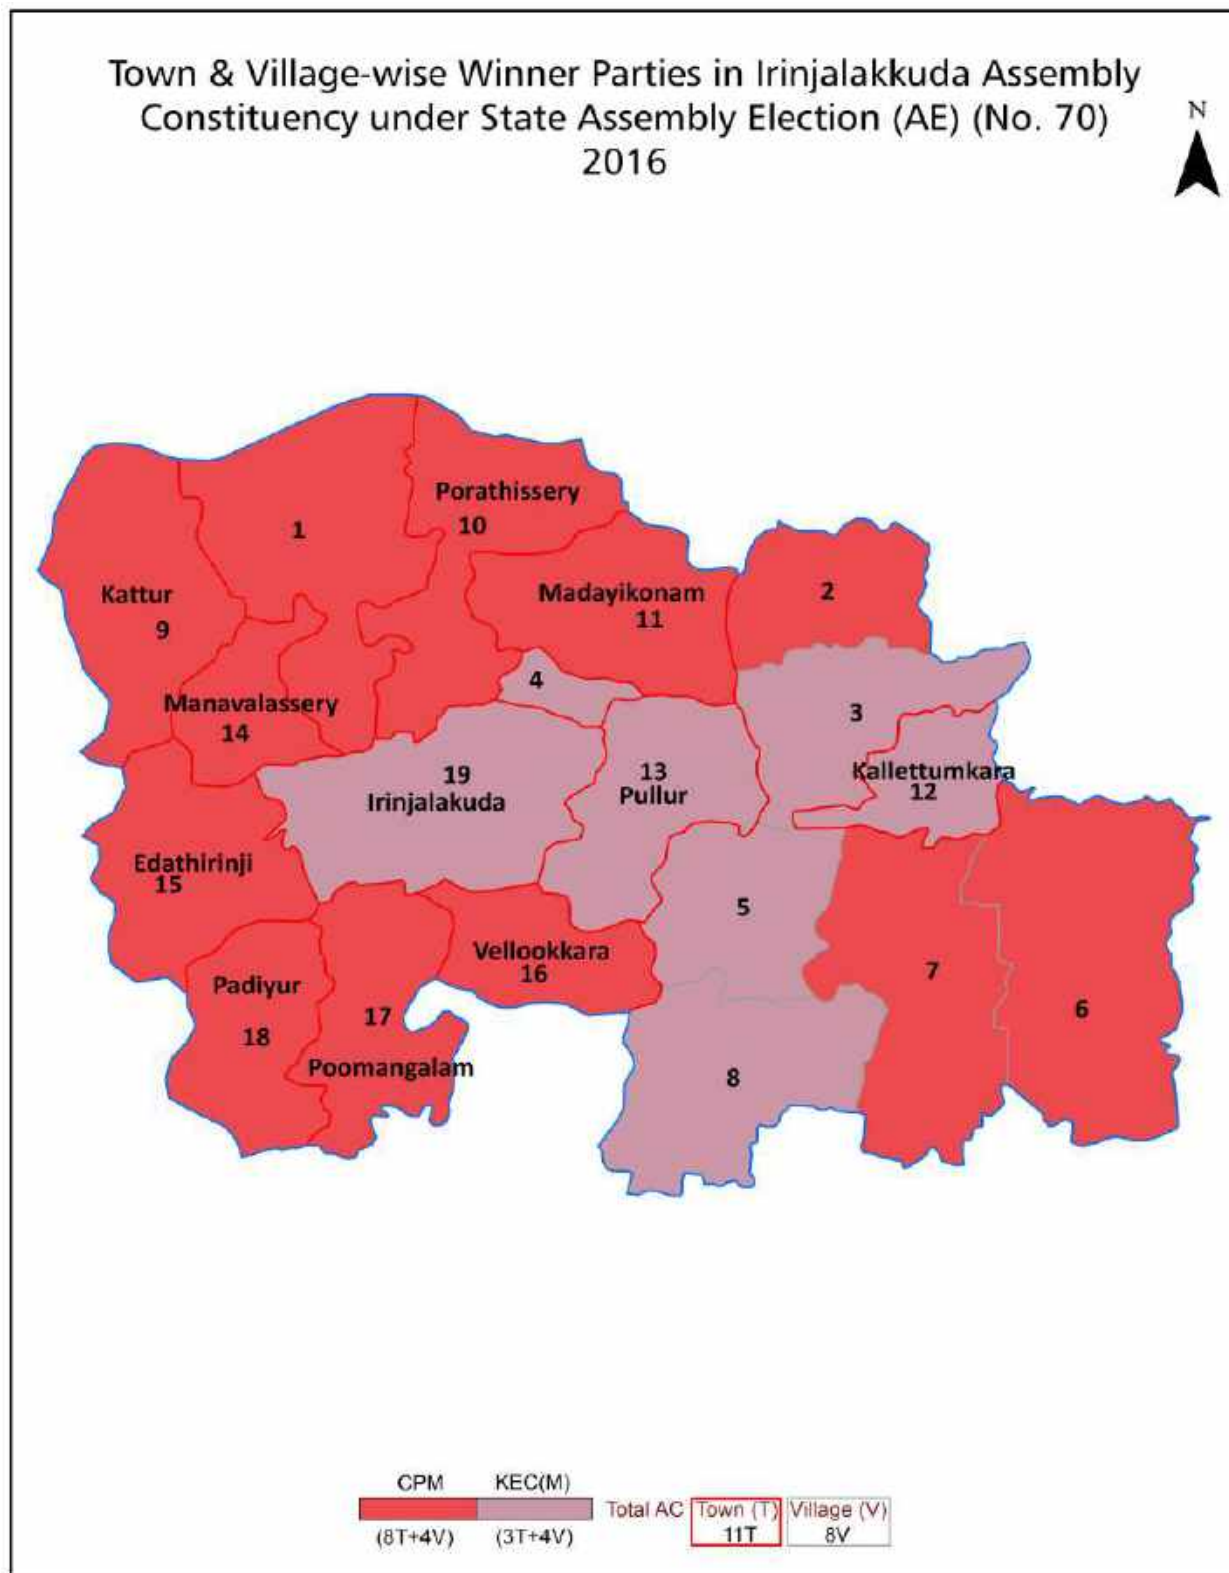 Town & Village-wise Winner Parties in Irinjalakkuda Assembly
Constituency under State Assembly Election (AE) (No. 70)
2016
N
Porathissery
10
1
Kattur
9
Madayikonam
11
2
4
Manavalassery
14
3
19
Irinjalakuda
13
Pullur
Kallettumkara
12
Edathirinji
15
5
Vellookkara
16
7
Padiyur
18
17
Poomangalam
6
8
CPM KEC(M)
Total AC Town (T) Village (V)
(8T+4V) (3T+4V) 11T 8V